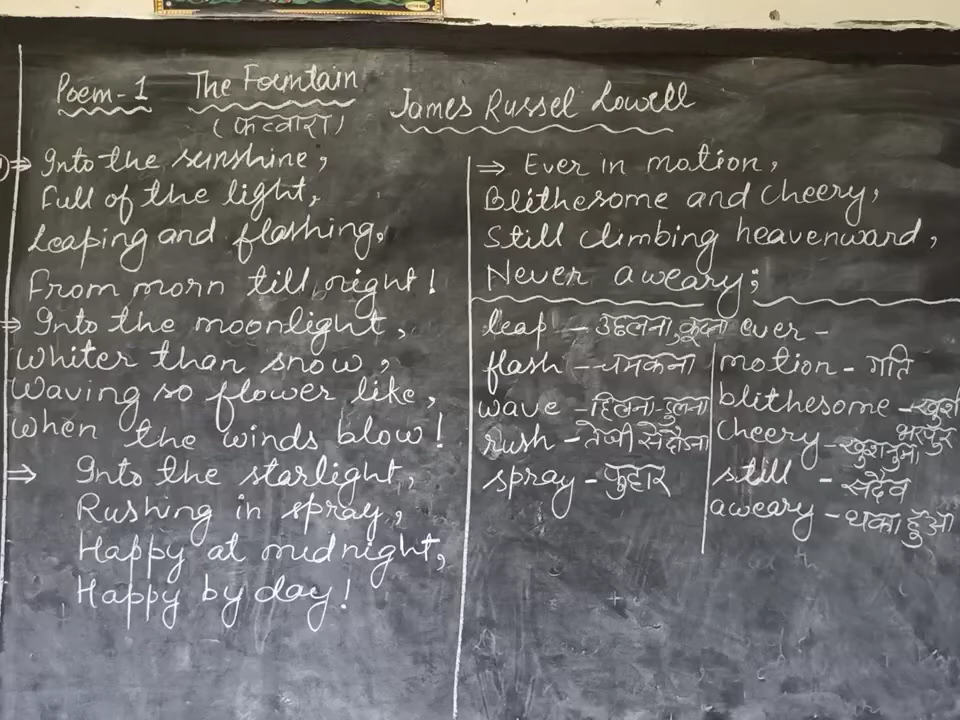 Poem-1 The Fountain
(फव्वारा)
James Russel Lowell
⇒ Into the sunshine,
Full of the light,
Leaping and flashing,
From morn till night!
⇒ Into the moonlight,
Whiter than snow,
Waving so flower like,
When the winds blow!
⇒ Into the starlight,
Rushing in spray,
Happy at midnight,
Happy by day!
⇒ Ever in motion,
Blithesome and Cheery,
Still climbing heavenward,
Never aweary;
leap - उछलना, कूदना
flash - चमकना
wave - हिलना-डुलना
rush - तेजी से दौडना
spray - फुहार
ever -
motion - गति
blithesome - खुशी
भरपुर
Cheery - खुशनुमा
still - सदैव
aweary - थका हुआ